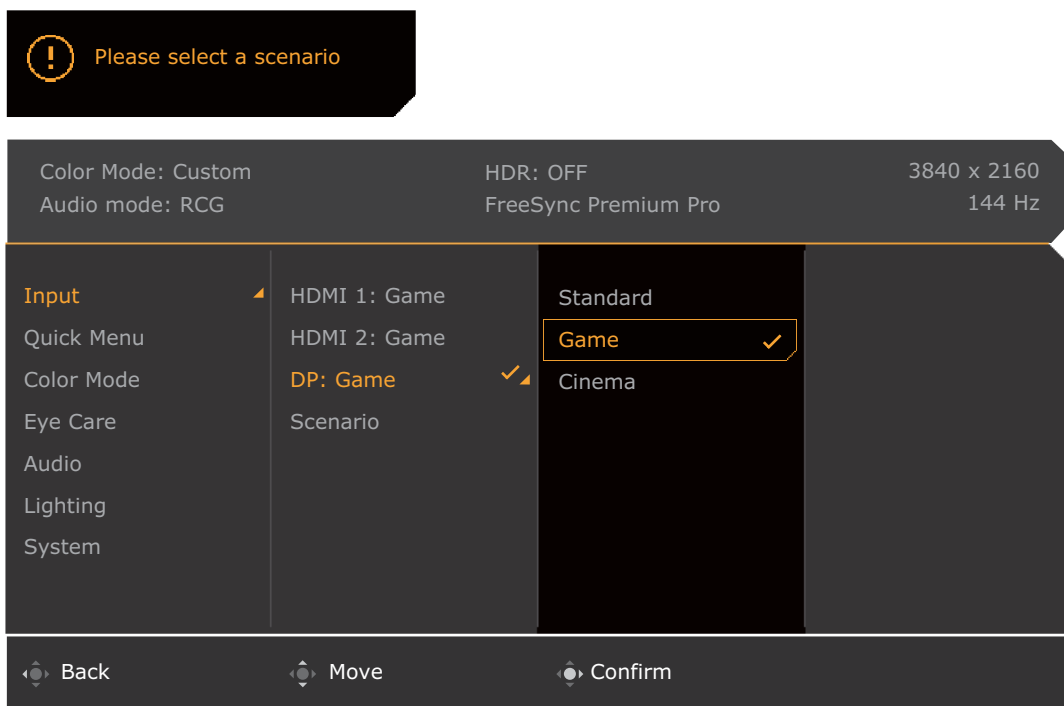 Please select a scenario
Color Mode: Custom
HDR: OFF
3840 x 2160
Audio mode: RCG
FreeSync Premium Pro
144 Hz
Input
Quick Menu
Color Mode
Eye Care
Audio
Lighting
System
HDMI 1: Game
HDMI 2: Game
DP: Game
Scenario
Standard
Game
Cinema
Back
Move
Confirm